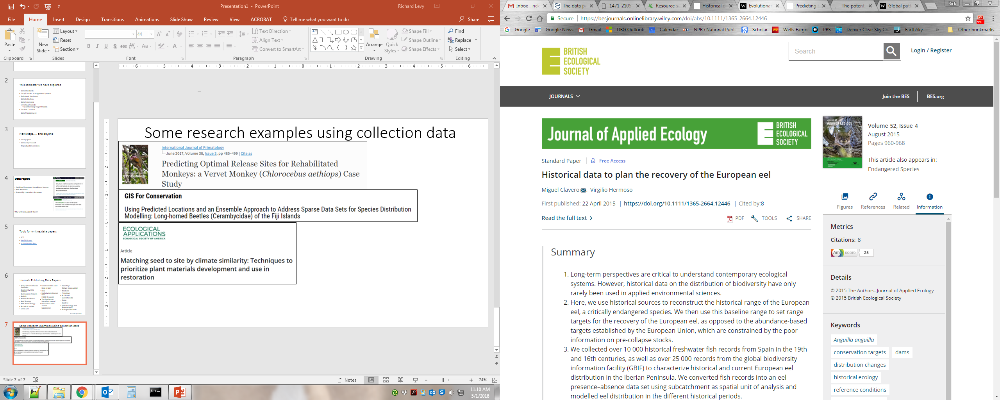 Presentation1 - PowerPoint
Richard Levy
File Home Insert Design Transitions Animations Slide Show Review View ACROBAT Tell me what you want to do Share
Paste
Clipboard
New Slide
Layout
Reset
Section
Slides
44
Font
Text Direction
Align Text
Convert to SmartArt
Paragraph
Arrange
Quick Styles
Shape Fill
Shape Outline
Shape Effects
Drawing
Find
Replace
Select
Editing
2
This semester we have explored
• Data Standards
• Data/Content Management Systems
• Relational Databases
• Data Collection
• Data Processing
• Enriching Records
• Georeferencing, Image Metadata
• Dataset Curation
• Data Management
3
Next steps..... and beyond
• Data papers
• Data use/research
• Reproducible research
4
Data Papers
• Published Document Describing a Dataset
• Peer Reviewed
• Essentially a metadata document
Why write and publish these?
5
Tools for writing data papers
• IPT
6
Journals Publishing Data Papers
7
Some research examples using collection data
Some research examples using collection data
International Journal of Primatology
June 2017, Volume 38, Issue 3, pp 485–499 | Cite as
Predicting Optimal Release Sites for Rehabilitated
Monkeys: a Vervet Monkey (Chlorocebus aethiops) Case
Study
GIS For Conservation
Using Predicted Locations and an Ensemble Approach to Address Sparse Data Sets for Species Distribution
Modelling: Long-horned Beetles (Cerambycidae) of the Fiji Islands
ECOLOGICAL
APPLICATIONS
ECOLOGICAL SOCIETY OF AMERICA
Article
Matching seed to site by climate similarity: Techniques to
prioritize plant materials development and use in
restoration
Slide 7 of 7
Notes
74%
11:10 AM
5/1/2018
Inbox - rick The data p 1471-2105- Resource s Historical d Evolutionar Predicting The potent Global patt
Rick
Secure https://besjournals.onlinelibrary.wiley.com/doi/abs/10.1111/1365-2664.12446
99+
Google Google News Gmail DBG Outlook Calendar NPR : National Publi Scholar Wells Fargo PBS Denver Clear Sky Ch EarthSky » Other bookmarks
BRITISH
ECOLOGICAL
SOCIETY
Search
Login / Register
JOURNALS
Join the BES
BES.org
Journal of Applied Ecology
BRITISH
ECOLOGICAL
SOCIETY
Standard Paper Free Access
Historical data to plan the recovery of the European eel
Miguel Clavero, Virgilio Hermoso
First published: 22 April 2015 | https://doi.org/10.1111/1365-2664.12446 | Cited by:8
Read the full text
PDF TOOLS SHARE
Summary
1. Long-term perspectives are critical to understand contemporary ecological
systems. However, historical data on the distribution of biodiversity have only
rarely been used in applied environmental sciences.
2. Here, we use historical sources to reconstruct the historical range of the European
eel, a critically endangered species. We then use this baseline range to set range
targets for the recovery of the European eel, as opposed to the abundance-based
targets established by the European Union, which are constrained by the poor
information on pre-collapse stocks.
3. We collected over 10 000 historical freshwater fish records from Spain in the 19th
and 16th centuries, as well as over 25 000 records from the global biodiversity
information facility (GBIF) to characterize historical and current European eel
distribution in the Iberian Peninsula. We converted fish records into an eel
presence–absence data set using subcatchment as spatial unit of analysis and
modelled eel distribution in the different historical periods.
Applied Ecology
Volume 52, Issue 4
August 2015
Pages 960-968
This article also appears in:
Endangered Species
Figures References Related Information
Metrics
Citations: 8
Am score 25
Details
© 2015 The Authors. Journal of Applied Ecology
© 2015 British Ecological Society
Keywords
Anguilla anguilla
conservation targets
dams
distribution changes
historical ecology
reference conditions